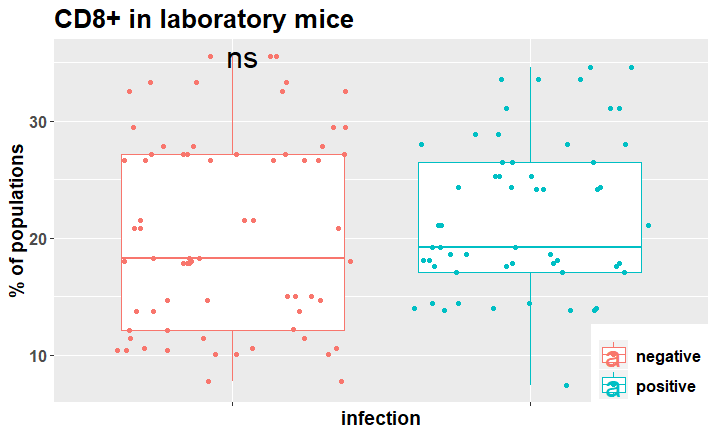 CD8+ in laboratory mice
ns
% of populations
30
20
10
infection
a negative
a positive